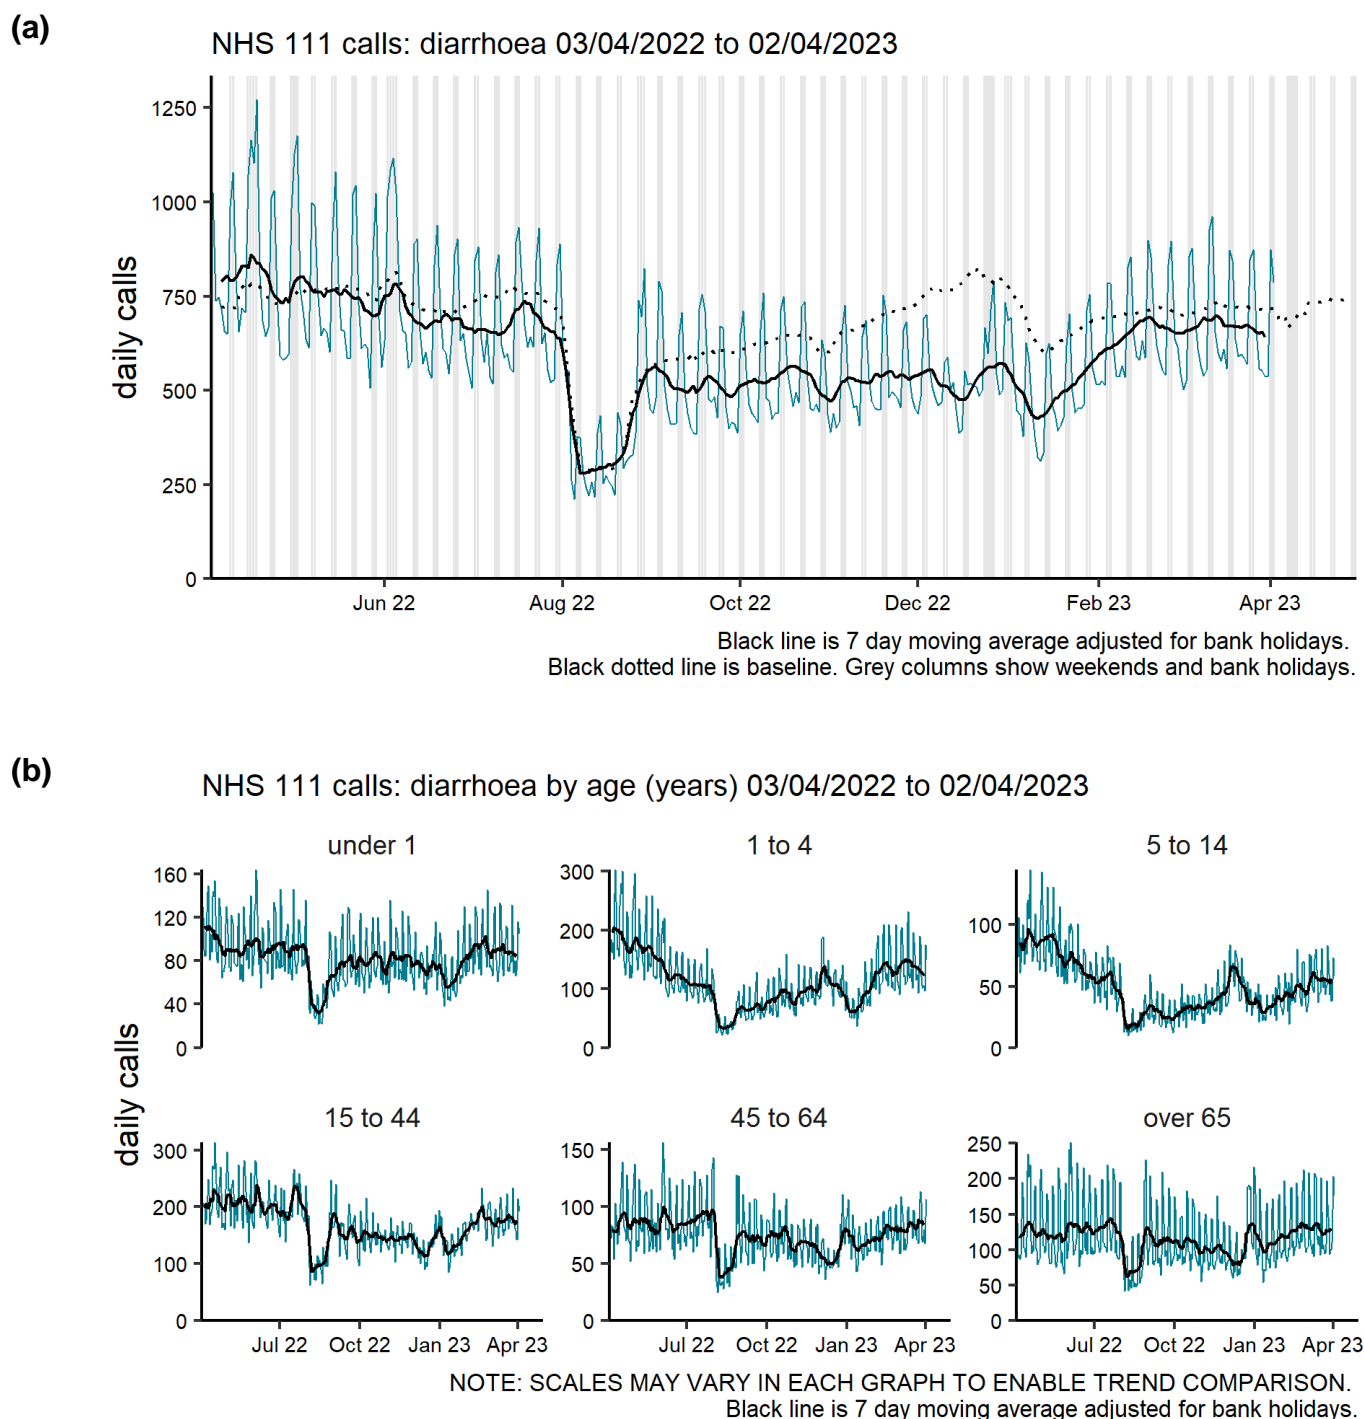 (a)
NHS 111 calls: diarrhoea 03/04/2022 to 02/04/2023
daily calls
1250
1000
750
500
250
0
Jun 22 Aug 22 Oct 22 Dec 22 Feb 23 Apr 23
Black line is 7 day moving average adjusted for bank holidays.
Black dotted line is baseline. Grey columns show weekends and bank holidays.
(b)
NHS 111 calls: diarrhoea by age (years) 03/04/2022 to 02/04/2023
daily calls
under 1
160
120
80
40
0
1 to 4
300
200
100
0
5 to 14
100
50
0
15 to 44
300
200
100
0
Jul 22 Oct 22 Jan 23 Apr 23
45 to 64
150
100
50
0
Jul 22 Oct 22 Jan 23 Apr 23
over 65
250
200
150
100
50
0
Jul 22 Oct 22 Jan 23 Apr 23
NOTE: SCALES MAY VARY IN EACH GRAPH TO ENABLE TREND COMPARISON.
Black line is 7 day moving average adjusted for bank holidays.